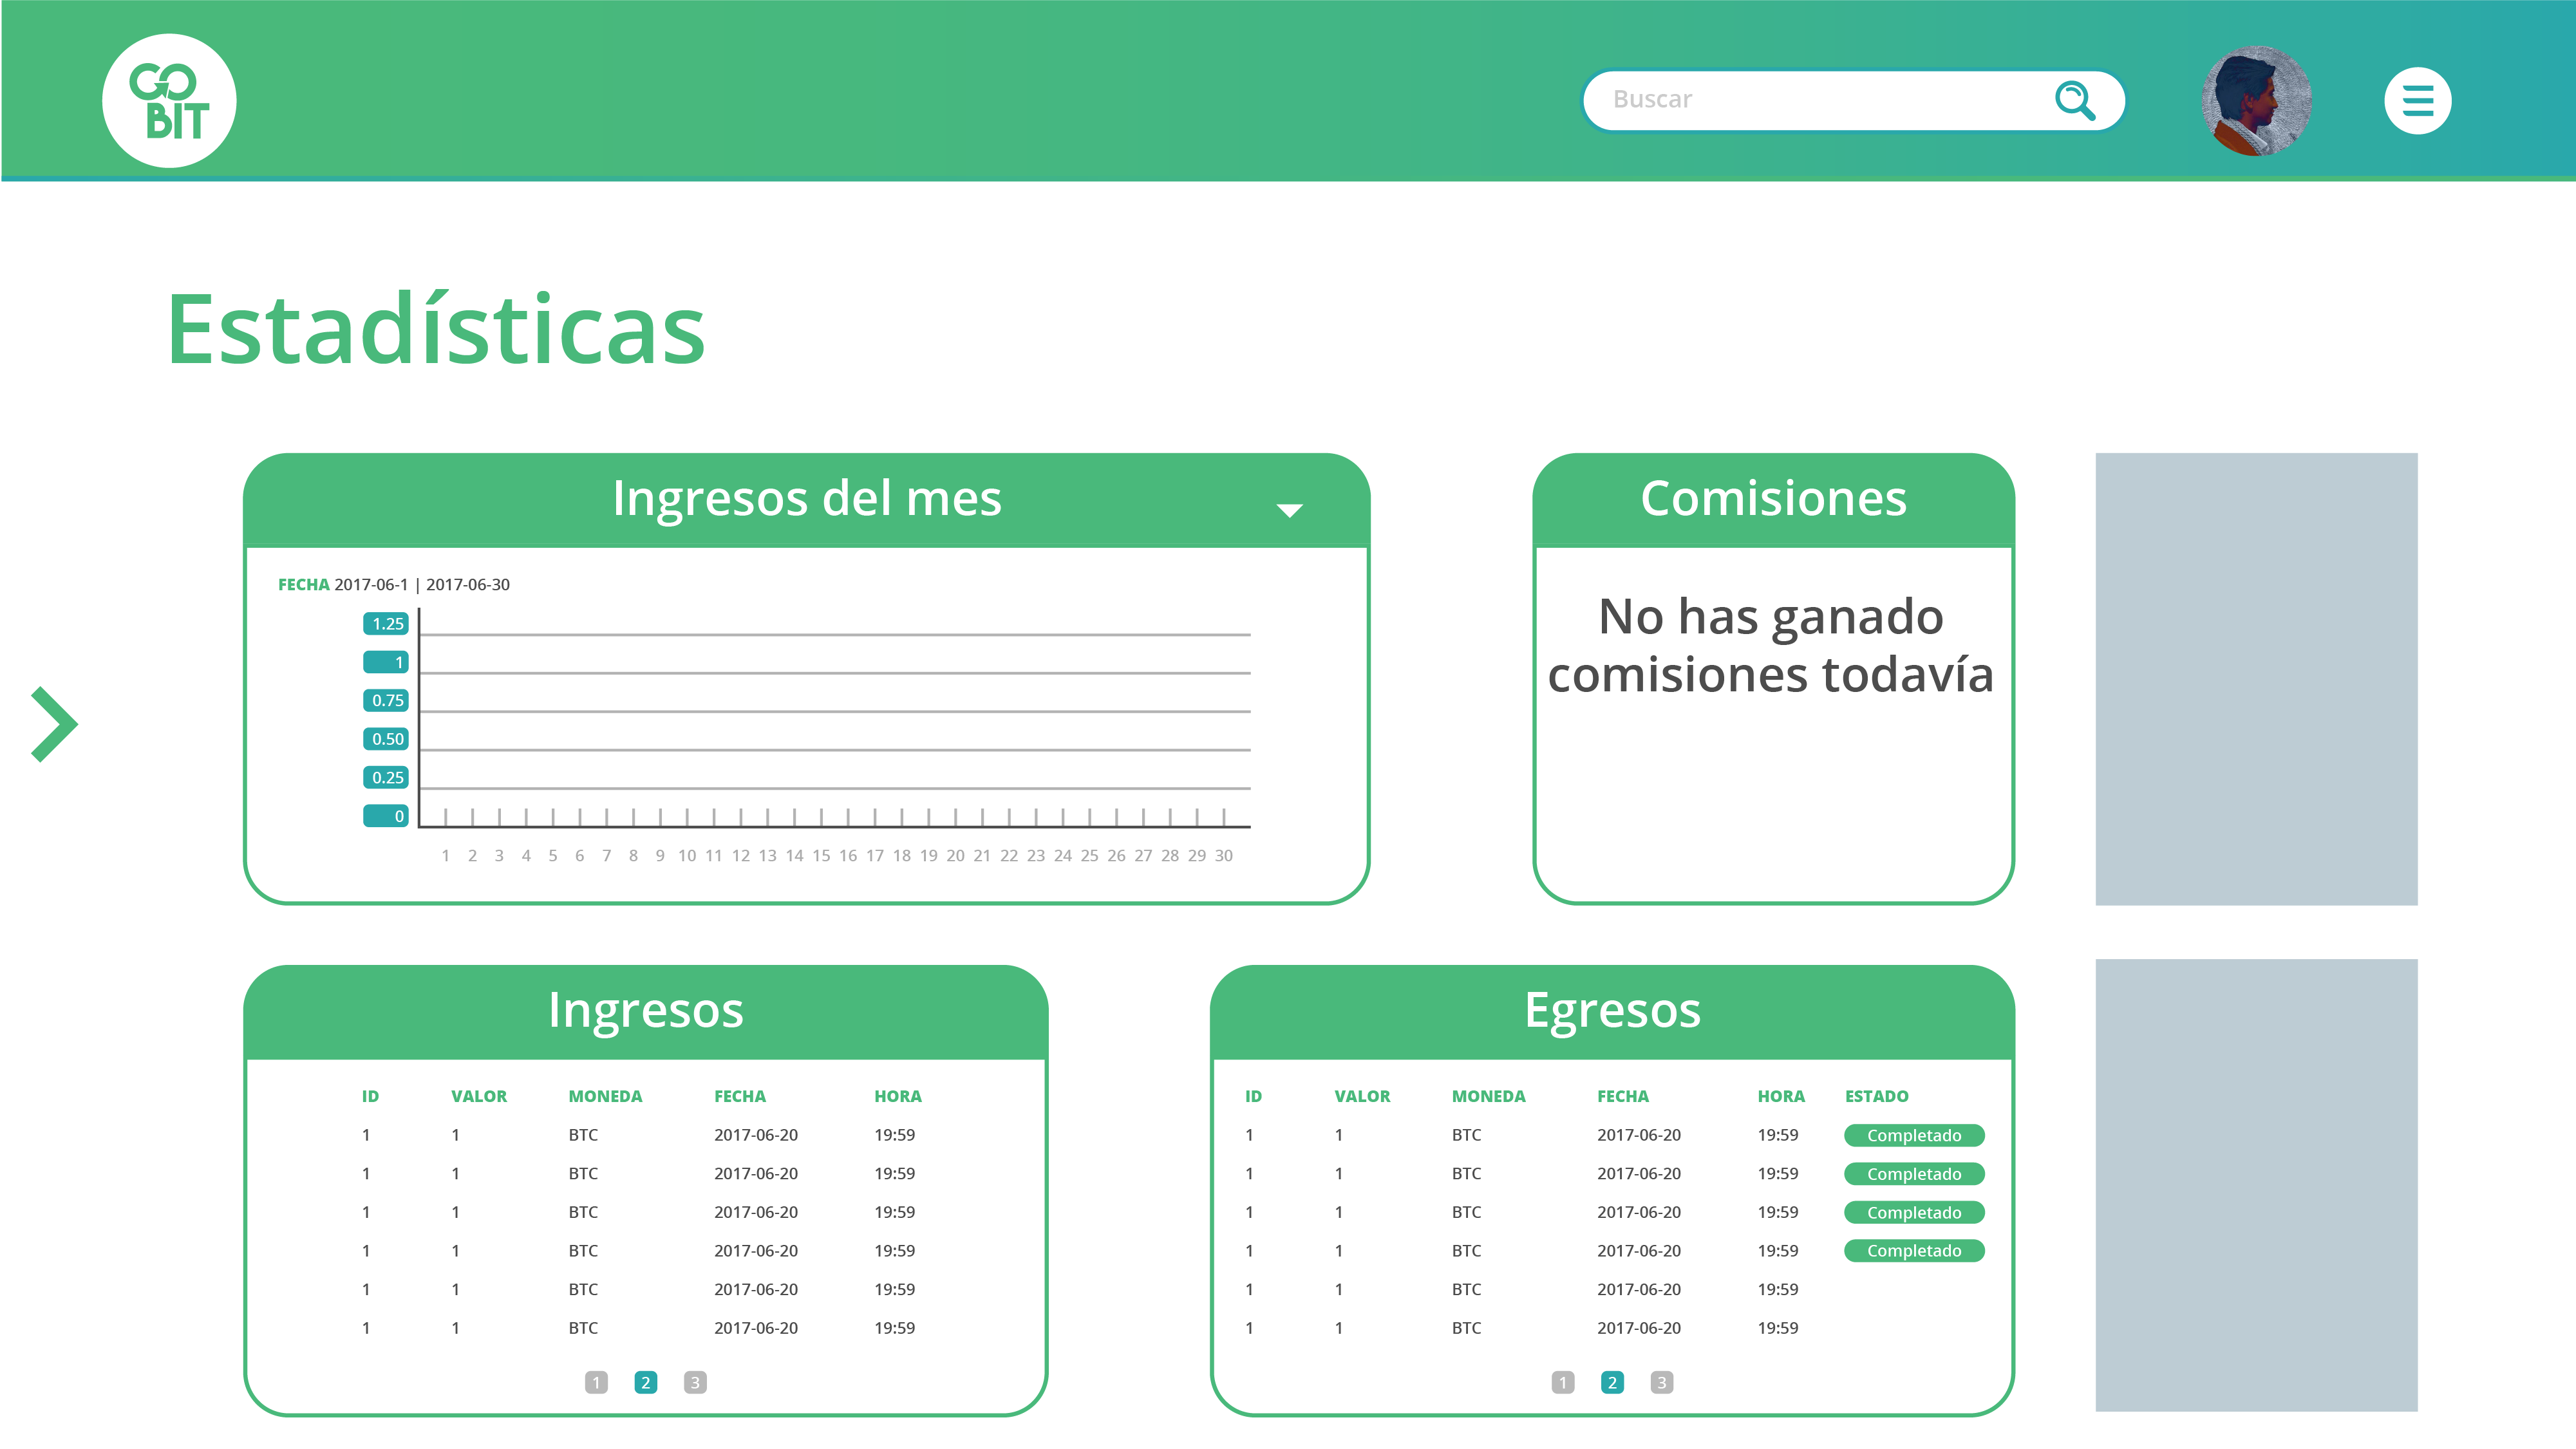 GO
BIT
Buscar
Estadísticas
Ingresos del mes
FECHA 2017-06-1 | 2017-06-30
1.25
1
0.75
0.50
0.25
0
1 2 3 4 5 6 7 8 9 10 11 12 13 14 15 16 17 18 19 20 21 22 23 24 25 26 27 28 29 30
Comisiones
No has ganado
comisiones todavía
Ingresos
ID VALOR MONEDA FECHA HORA
1 1 BTC 2017-06-20 19:59
1 1 BTC 2017-06-20 19:59
1 1 BTC 2017-06-20 19:59
1 1 BTC 2017-06-20 19:59
1 1 BTC 2017-06-20 19:59
1 1 BTC 2017-06-20 19:59
1 2 3
Egresos
ID VALOR MONEDA FECHA HORA ESTADO
1 1 BTC 2017-06-20 19:59 Completado
1 1 BTC 2017-06-20 19:59 Completado
1 1 BTC 2017-06-20 19:59 Completado
1 1 BTC 2017-06-20 19:59 Completado
1 1 BTC 2017-06-20 19:59
1 1 BTC 2017-06-20 19:59
1 2 3